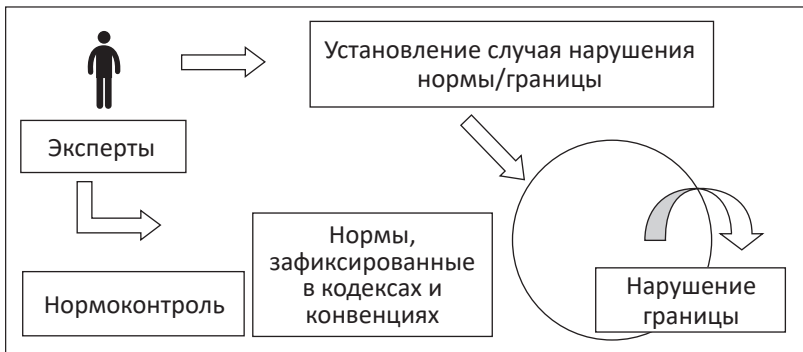 Установление случая нарушения
нормы/границы
Эксперты
Нормы,
зафиксированные
в кодексах и
конвенциях
Нормоконтроль
Нарушение
границы